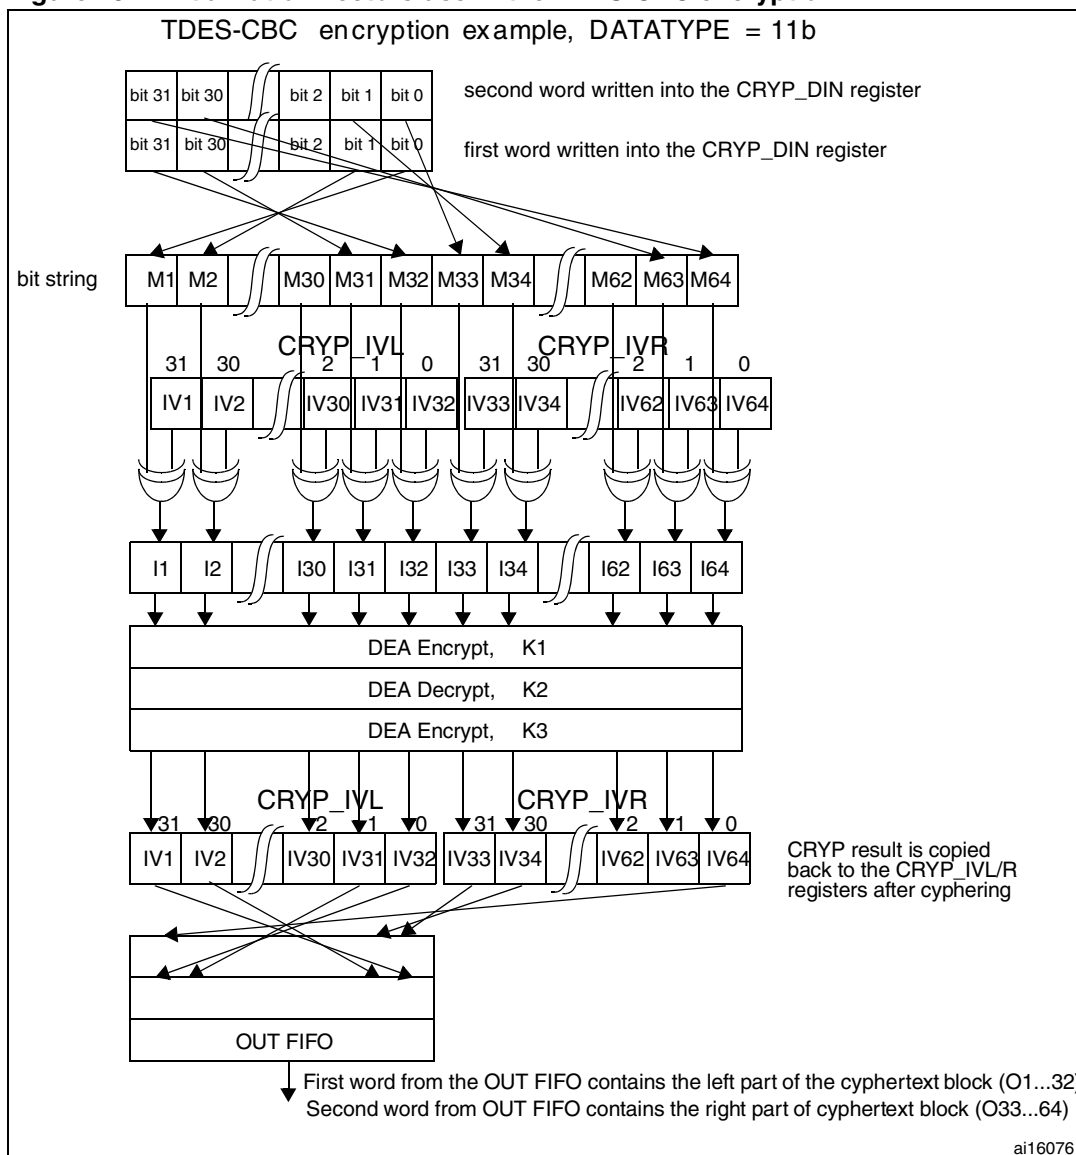 TDES-CBC encryption example, DATATYPE = 11b
bit 31 bit 30 bit 2 bit 1 bit 0 second word written into the CRYP_DIN register
bit 31 bit 30 bit 2 bit 1 bit 0 first word written into the CRYP_DIN register
bit string M1 M2 M30 M31 M32 M33 M34 M62 M63 M64
CRYP_IVL CRYP_IVR
31 30 2 1 0 31 30 2 1 0
IV1 IV2 IV30 IV31 IV32 IV33 IV34 IV62 IV63 IV64
I1 I2 I30 I31 I32 I33 I34 I62 I63 I64
DEA Encrypt, K1
DEA Decrypt, K2
DEA Encrypt, K3
CRYP_IVL CRYP_IVR
31 30 2 1 0 31 30 2 1 0
IV1 IV2 IV30 IV31 IV32 IV33 IV34 IV62 IV63 IV64
CRYP result is copied
back to the CRYP_IVL/R
registers after cyphering
OUT FIFO
First word from the OUT FIFO contains the left part of the cyphertext block (O1...32)
Second word from OUT FIFO contains the right part of cyphertext block (O33...64)
ai16076